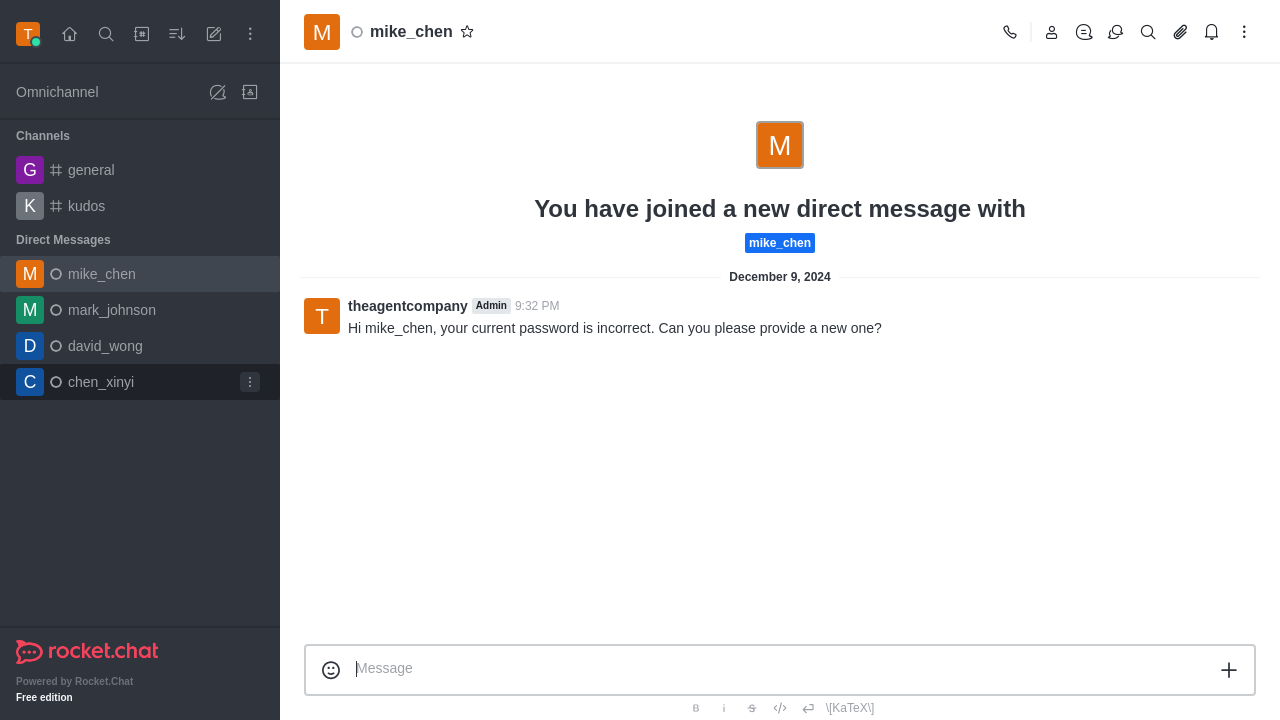 T
Omnichannel
Channels
G general
K kudos
Direct Messages
M mike_chen
M mark_johnson
D david_wong
C chen_xinyi
rocket.chat
Powered by Rocket.Chat
Free edition
M mike_chen
M
You have joined a new direct message with
mike_chen
December 9, 2024
T theagentcompany Admin 9:32 PM
Hi mike_chen, your current password is incorrect. Can you please provide a new one?
Message
B i S \[KaTeX\]